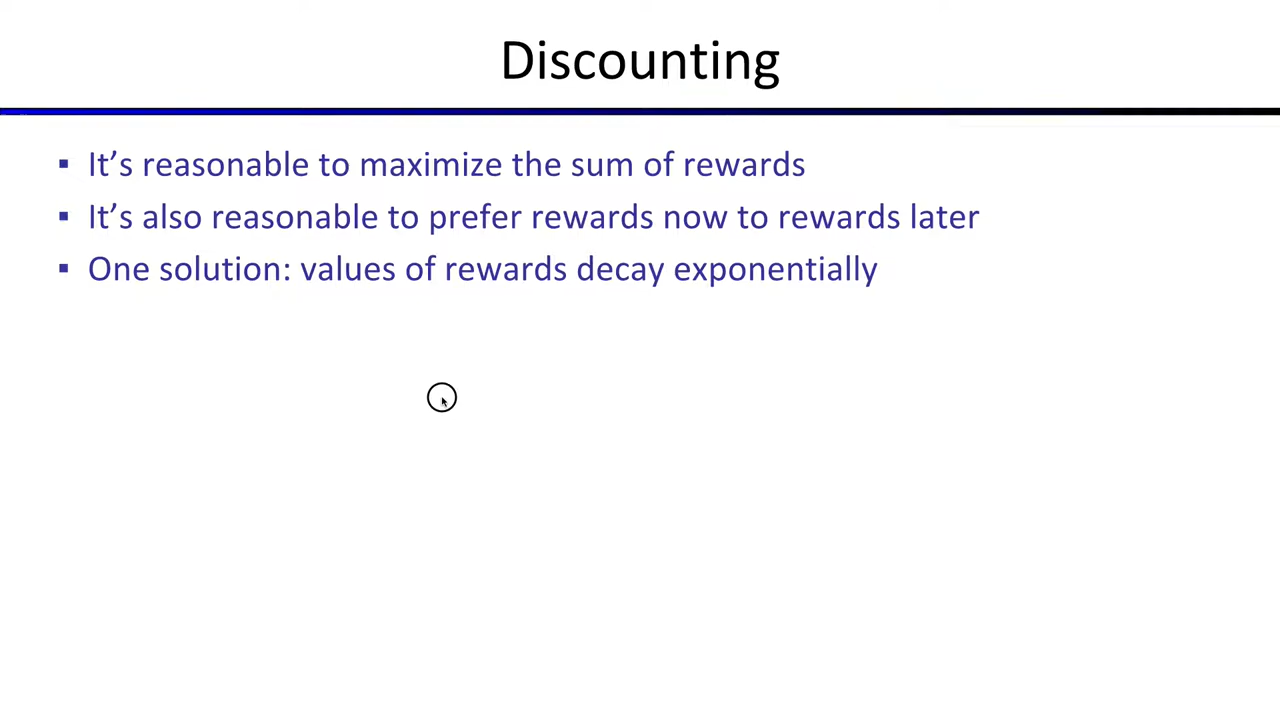 Discounting
▪ It’s reasonable to maximize the sum of rewards
▪ It’s also reasonable to prefer rewards now to rewards later
▪ One solution: values of rewards decay exponentially